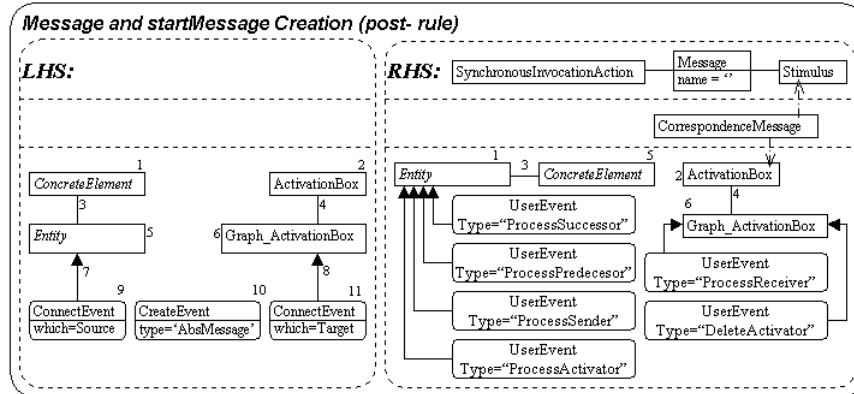 Message and startMessage Creation (post- rule)
LHS:
1
ConcreteElement
3
Entity
5
7
9
ConnectEvent
which=Source
10
CreateEvent
type='AbsMessage'
2
ActivationBox
4
6
Graph_ActivationBox
8
11
ConnectEvent
which=Target
RHS:
SynchronousInvocationAction
Message
name = ‘’
Stimulus
CorrespondenceMessage
1
Entity
3
5
ConcreteElement
2
ActivationBox
4
6
Graph_ActivationBox
UserEvent
Type=“ProcessSuccessor”
UserEvent
Type=“ProcessPredecesor”
UserEvent
Type=“ProcessSender”
UserEvent
Type=“ProcessActivator”
UserEvent
Type=“ProcessReceiver”
UserEvent
Type=“DeleteActivator”